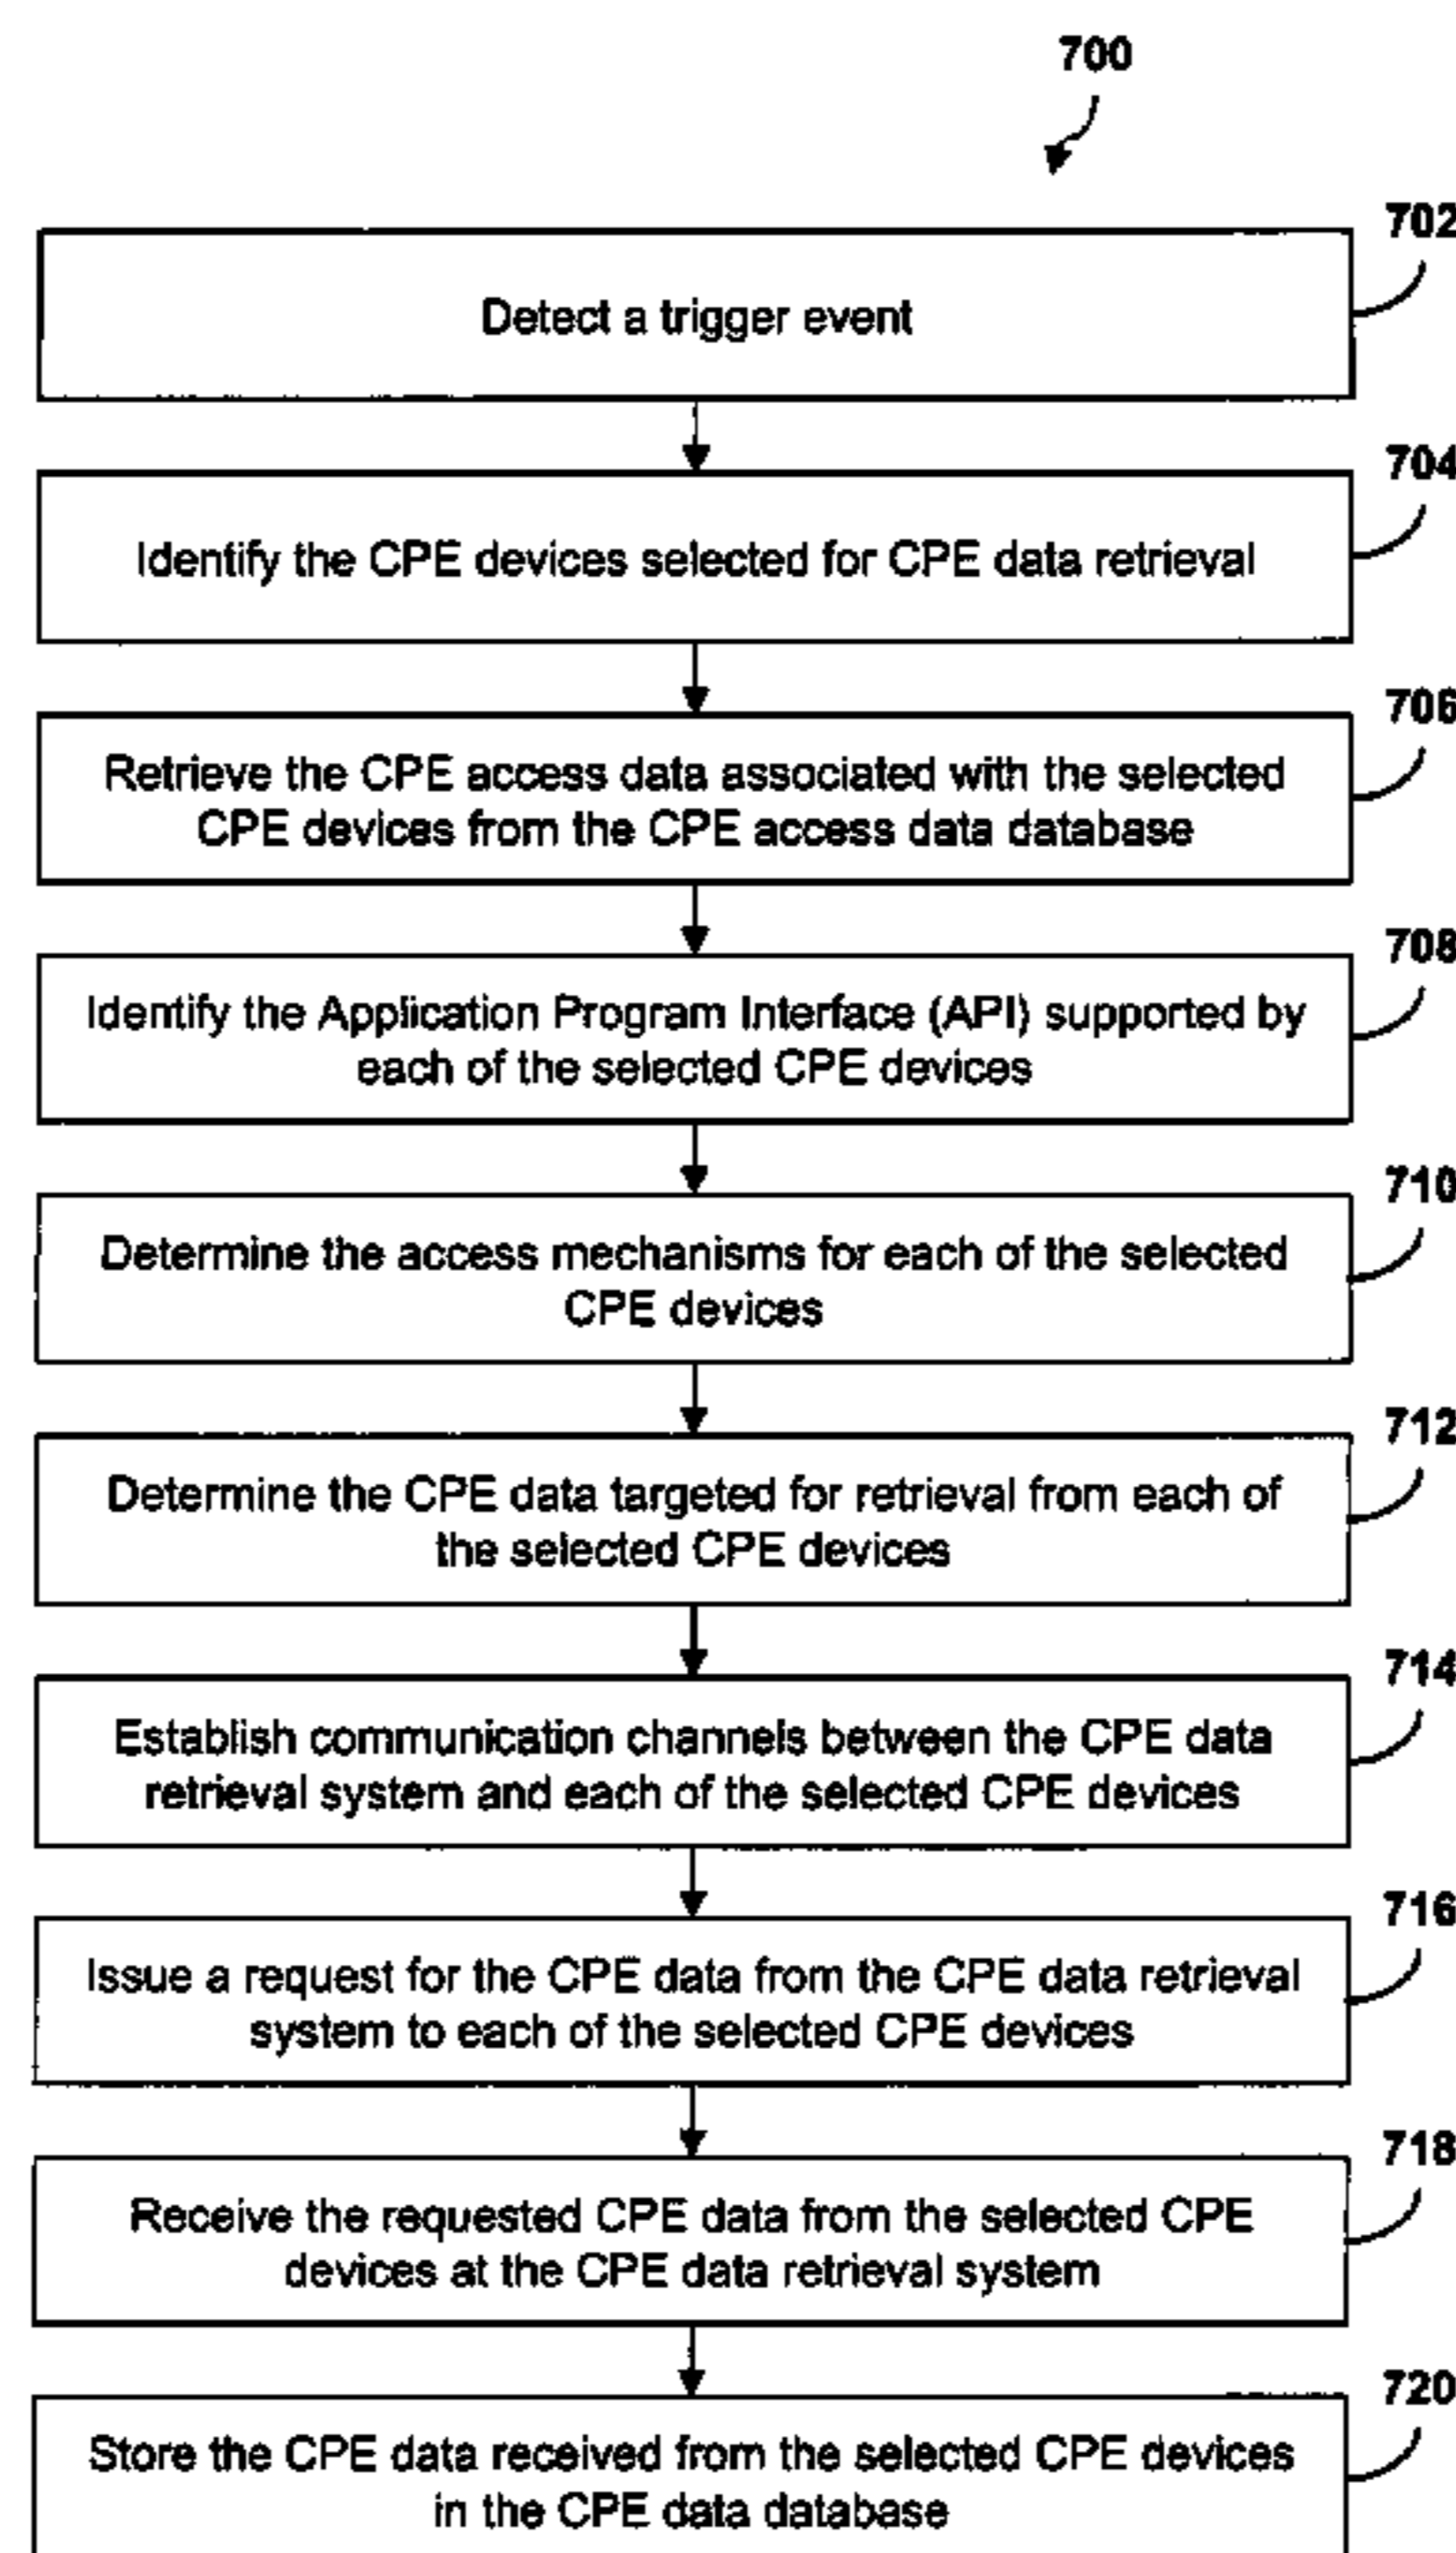 700
702
Detect a trigger event
704
Identify the CPE devices selected for CPE data retrieval
706
Retrieve the CPE access data associated with the selected
CPE devices from the CPE access data database
708
Identify the Application Program Interface (API) supported by
each of the selected CPE devices
710
Determine the access mechanisms for each of the selected
CPE devices
712
Determine the CPE data targeted for retrieval from each of
the selected CPE devices
714
Establish communication channels between the CPE data
retrieval system and each of the selected CPE devices
716
Issue a request for the CPE data from the CPE data retrieval
system to each of the selected CPE devices
718
Receive the requested CPE data from the selected CPE
devices at the CPE data retrieval system
720
Store the CPE data received from the selected CPE devices
in the CPE data database